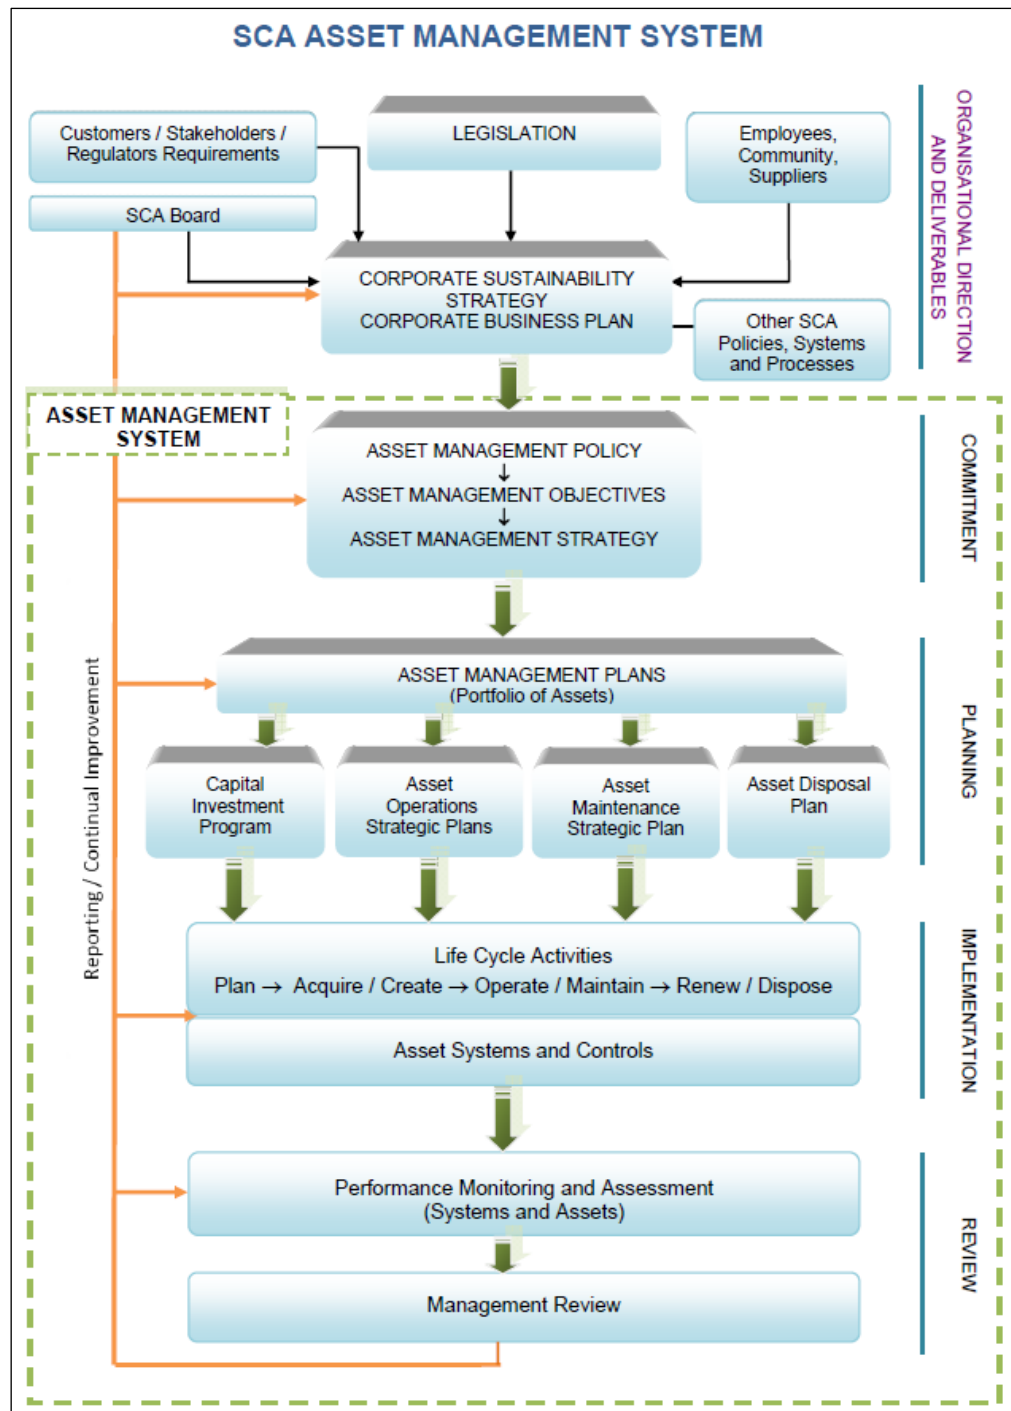 SCA ASSET MANAGEMENT SYSTEM
Customers / Stakeholders /
Regulators Requirements
LEGISLATION
Employees,
Community,
Suppliers
SCA Board
CORPORATE SUSTAINABILITY
STRATEGY
CORPORATE BUSINESS PLAN
Other SCA
Policies, Systems
and Processes
ORGANISATIONAL DIRECTION
AND DELIVERABLES
ASSET MANAGEMENT
SYSTEM
ASSET MANAGEMENT POLICY
↓
ASSET MANAGEMENT OBJECTIVES
↓
ASSET MANAGEMENT STRATEGY
COMMITMENT
ASSET MANAGEMENT PLANS
(Portfolio of Assets)
Capital
Investment
Program
Asset
Operations
Strategic Plans
Asset
Maintenance
Strategic Plan
Asset Disposal
Plan
PLANNING
Reporting / Continual Improvement
Life Cycle Activities
Plan → Acquire / Create → Operate / Maintain → Renew / Dispose
Asset Systems and Controls
IMPLEMENTATION
Performance Monitoring and Assessment
(Systems and Assets)
Management Review
REVIEW